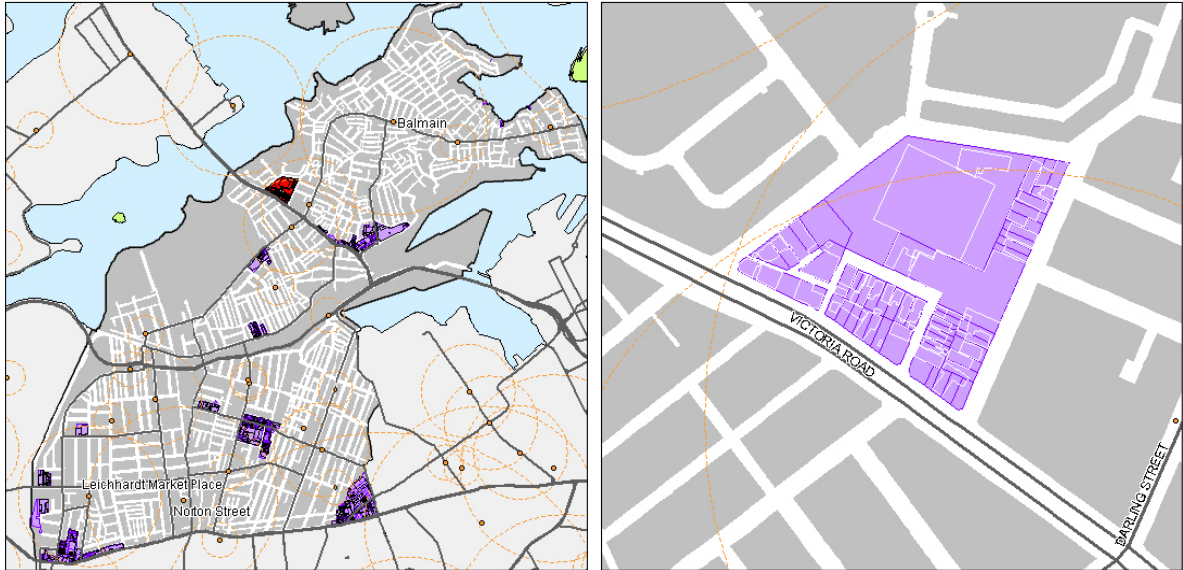 Balmain
Leichhardt Market Place
Norton Street
VICTORIA ROAD
DARLING STREET